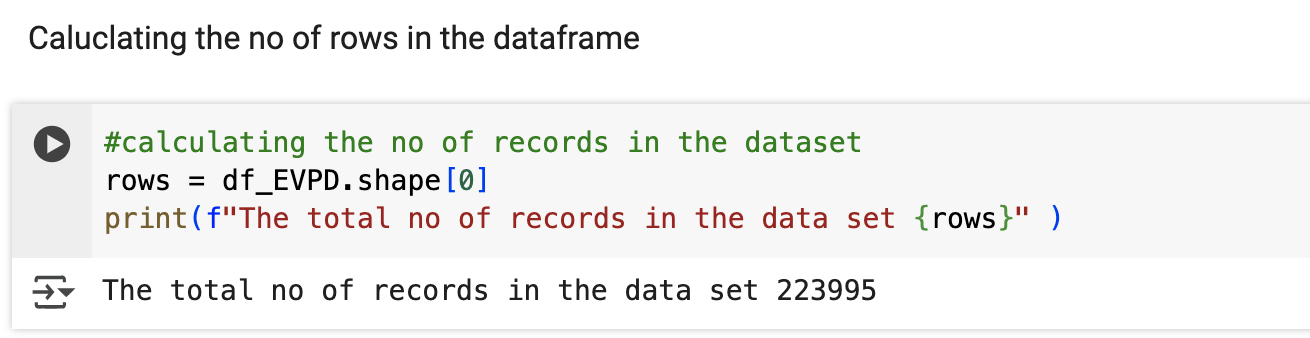 Caluclating the no of rows in the dataframe
#calculating the no of records in the dataset
rows = df_EVPD.shape[0]
print(f"The total no of records in the data set {rows}" )
The total no of records in the data set 223995